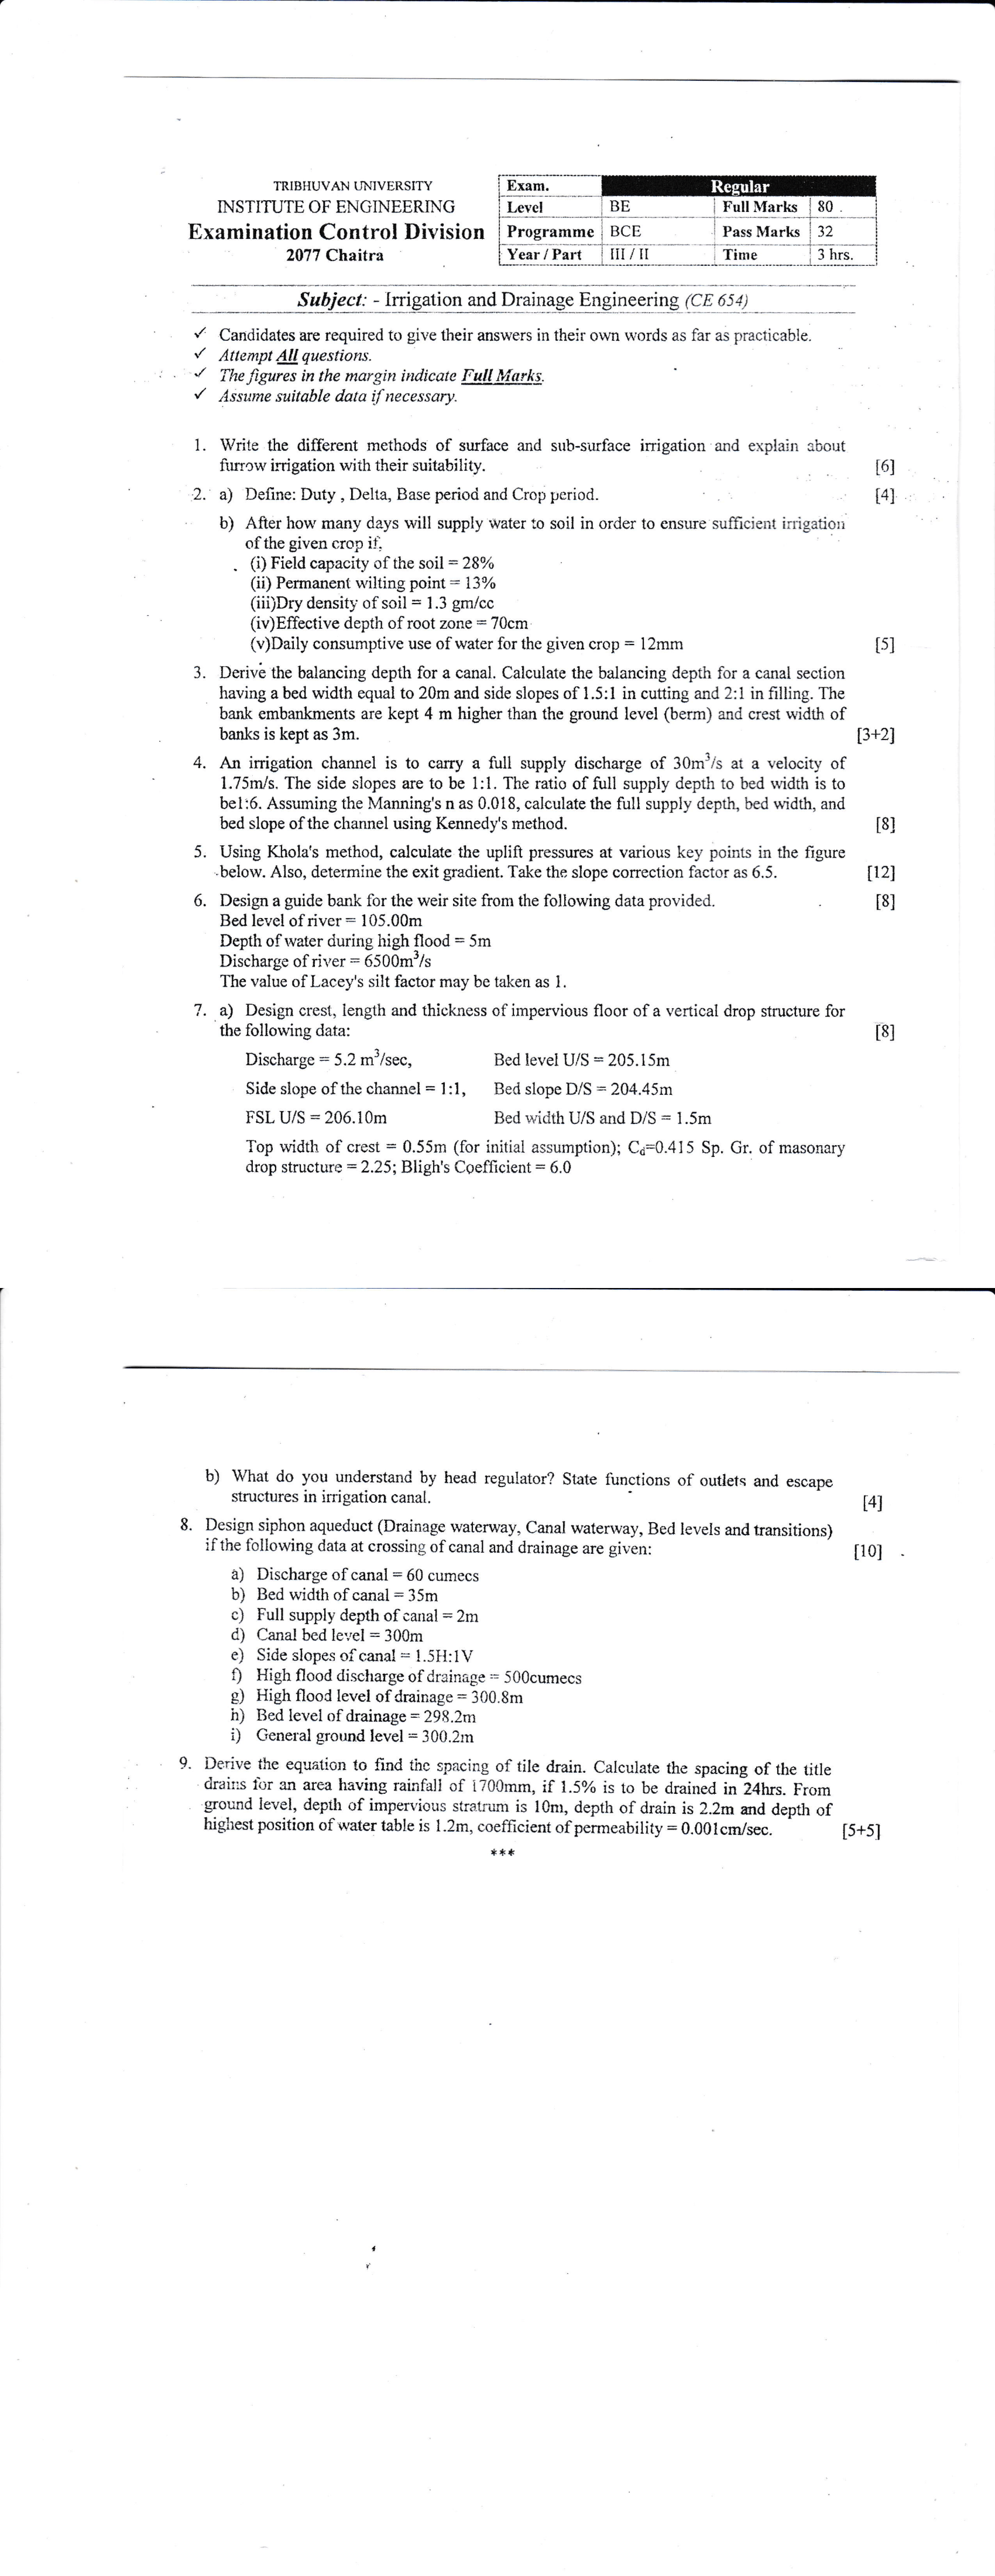 TRIBHUVAN UNIVERSITY
INSTITUTE OF ENGINEERING
Examination Control Division
2077 Chaitra
Exam. Regular
Level BE Full Marks 80
Programme BCE Pass Marks 32
Year / Part III / II Time 3 hrs.
Subject: - Irrigation and Drainage Engineering (CE 654)
✓ Candidates are required to give their answers in their own words as far as practicable.
✓ Attempt All questions.
✓ The figures in the margin indicate Full Marks.
✓ Assume suitable data if necessary.
1. Write the different methods of surface and sub-surface irrigation and explain about
furrow irrigation with their suitability. [6]
2. a) Define: Duty , Delta, Base period and Crop period. [4]
b) After how many days will supply water to soil in order to ensure sufficient irrigation
of the given crop if,
(i) Field capacity of the soil = 28%
(ii) Permanent wilting point = 13%
(iii)Dry density of soil = 1.3 gm/cc
(iv)Effective depth of root zone = 70cm
(v)Daily consumptive use of water for the given crop = 12mm [5]
3. Derive the balancing depth for a canal. Calculate the balancing depth for a canal section
having a bed width equal to 20m and side slopes of 1.5:1 in cutting and 2:1 in filling. The
bank embankments are kept 4 m higher than the ground level (berm) and crest width of
banks is kept as 3m. [3+2]
4. An irrigation channel is to carry a full supply discharge of 30m³/s at a velocity of
1.75m/s. The side slopes are to be 1:1. The ratio of full supply depth to bed width is to
be1:6. Assuming the Manning's n as 0.018, calculate the full supply depth, bed width, and
bed slope of the channel using Kennedy's method. [8]
5. Using Khola's method, calculate the uplift pressures at various key points in the figure
below. Also, determine the exit gradient. Take the slope correction factor as 6.5. [12]
6. Design a guide bank for the weir site from the following data provided. [8]
Bed level of river = 105.00m
Depth of water during high flood = 5m
Discharge of river = 6500m³/s
The value of Lacey's silt factor may be taken as 1.
7. a) Design crest, length and thickness of impervious floor of a vertical drop structure for
the following data: [8]
Discharge = 5.2 m³/sec, Bed level U/S = 205.15m
Side slope of the channel = 1:1, Bed slope D/S = 204.45m
FSL U/S = 206.10m Bed width U/S and D/S = 1.5m
Top width of crest = 0.55m (for initial assumption); Cd=0.415 Sp. Gr. of masonary
drop structure = 2.25; Bligh's Coefficient = 6.0
b) What do you understand by head regulator? State functions of outlets and escape
structures in irrigation canal. [4]
8. Design siphon aqueduct (Drainage waterway, Canal waterway, Bed levels and transitions)
if the following data at crossing of canal and drainage are given: [10]
a) Discharge of canal = 60 cumecs
b) Bed width of canal = 35m
c) Full supply depth of canal = 2m
d) Canal bed level = 300m
e) Side slopes of canal = 1.5H:1V
f) High flood discharge of drainage = 500cumecs
g) High flood level of drainage = 300.8m
h) Bed level of drainage = 298.2m
i) General ground level = 300.2m
9. Derive the equation to find the spacing of tile drain. Calculate the spacing of the title
drains for an area having rainfall of 1700mm, if 1.5% is to be drained in 24hrs. From
ground level, depth of impervious stratum is 10m, depth of drain is 2.2m and depth of
highest position of water table is 1.2m, coefficient of permeability = 0.001cm/sec. [5+5]
***